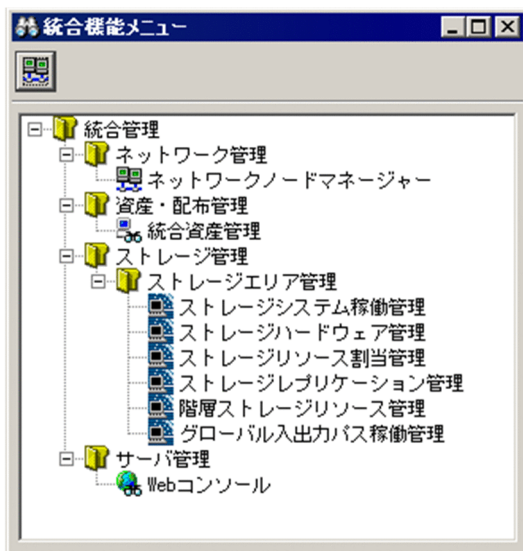 統合機能メニュー
統合管理
ネットワーク管理
ネットワークノードマネージャー
資産・配布管理
統合資産管理
ストレージ管理
ストレージエリア管理
ストレージシステム稼働管理
ストレージハードウェア管理
ストレージリソース割当管理
ストレージレプリケーション管理
階層ストレージリソース管理
グローバル入出力パス稼働管理
サーバ管理
Webコンソール